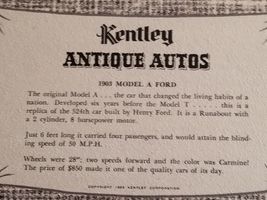 Kentley
ANTIQUE AUTOS
1903 MODEL A FORD
The original Model A . . . the car that changed the living habits of a
nation. Developed six years before the Model T . . . . . this is a
replica of the 524th car built by Henry Ford. It is a Runabout with
a 2 cylinder, 8 horsepower motor.
Just 6 feet long it carried four passengers, and would attain the blind-
ing speed of 50 M.P.H.
Wheels were 28"; two speeds forward and the color was Carmine!
The price of $850 made it one of the quality cars of its day.
COPYRIGHT KENTLEY CORPORATION